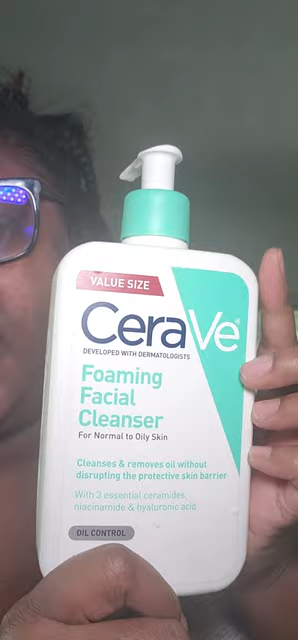 VALUE SIZE
CeraVe®
DEVELOPED WITH DERMATOLOGISTS
Foaming
Facial
Cleanser
For Normal to Oily Skin
Cleanses & removes oil without
disrupting the protective skin barrier
With 3 essential ceramides,
niacinamide & hyaluronic acid
OIL CONTROL